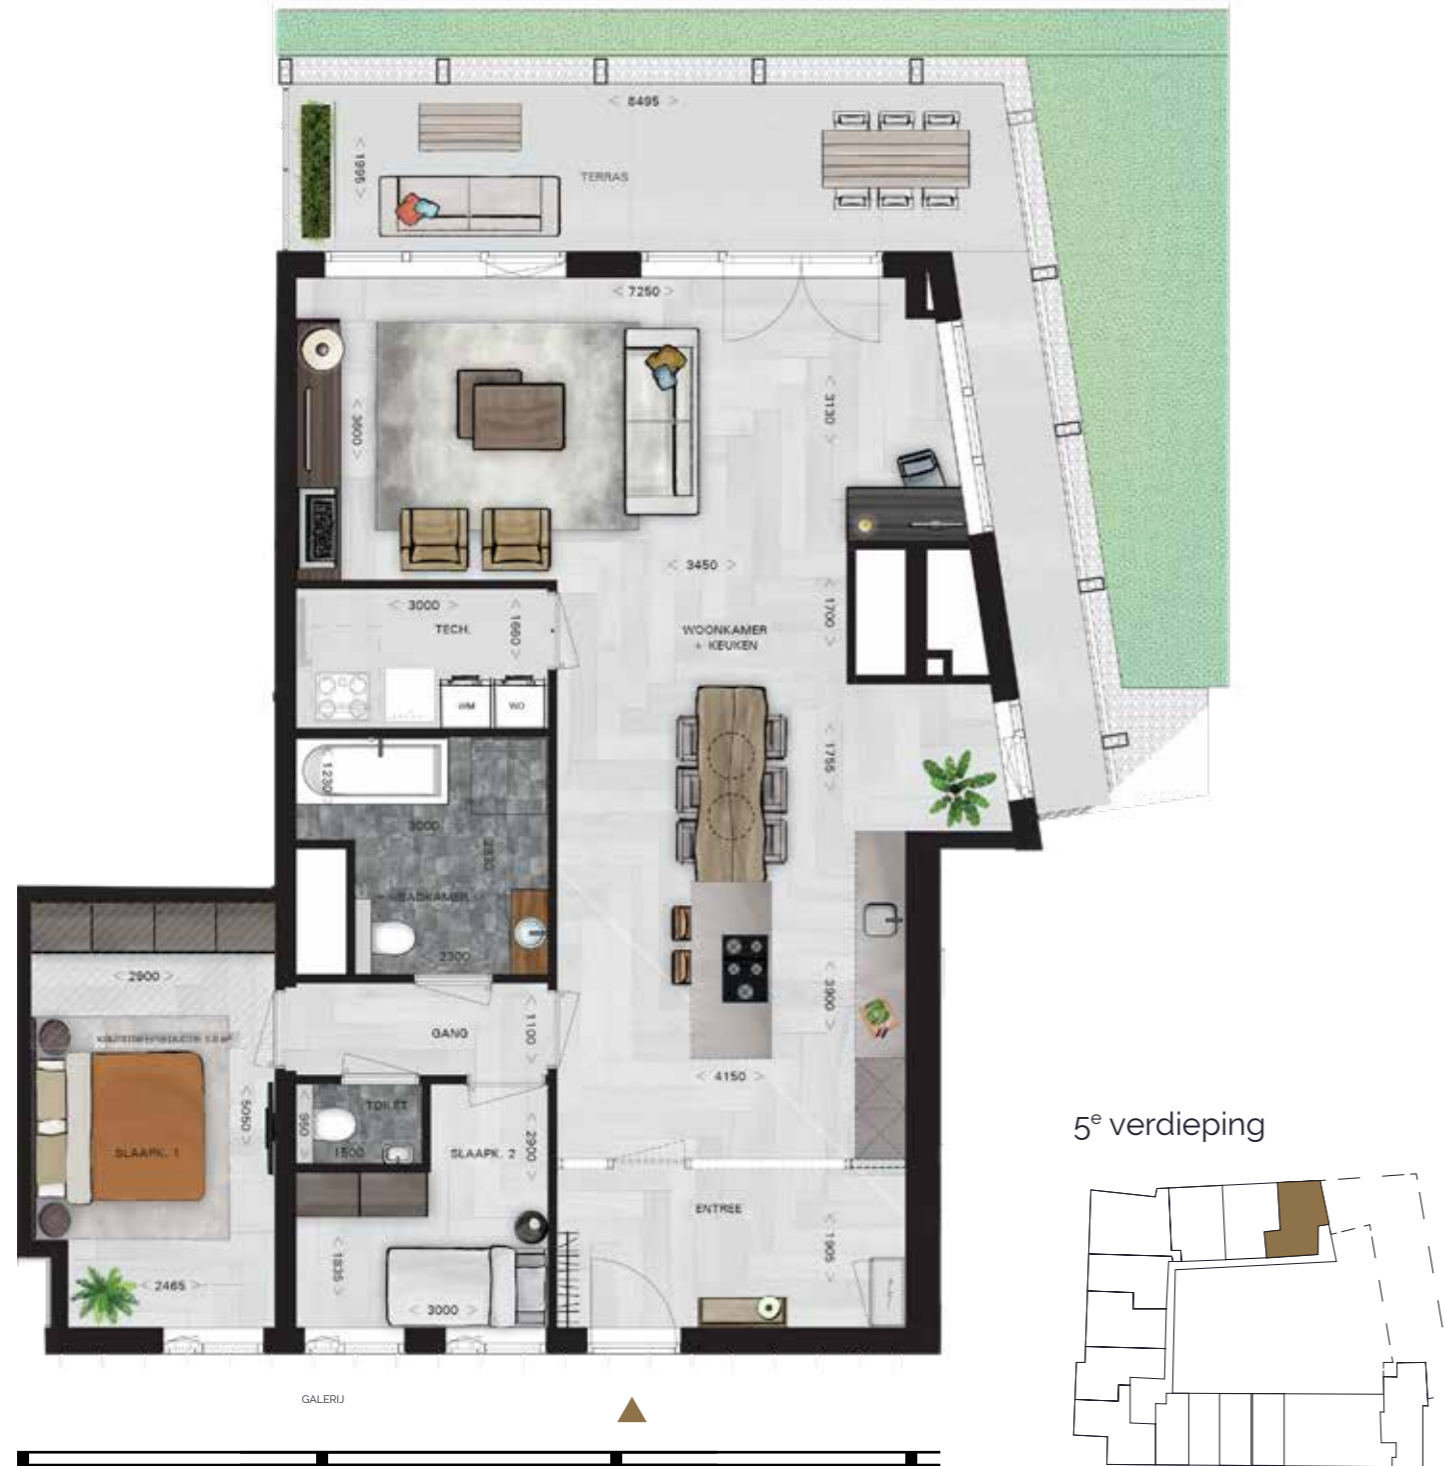 < 8495 >
< 1995 >
TERRAS
< 7250 >
< 3600 >
< 3130 >
< 3450 >
< 3000 >
< 1660 >
TECH.
< 1700 >
WOONKAMER
+ KEUKEN
WM
WD
< 1755 >
1230 >
3000
2830
BADKAMER
2300
< 2900 >
< 3900 >
GANG
< 1100 >
< 4150 >
< 5050 >
SLAAPK. 1
< 950 >
TOILET
1500
SLAAPK. 2
< 2900 >
ENTREE
< 1905 >
< 1835 >
< 2465 >
< 3000 >
GALERIJ
5e verdieping